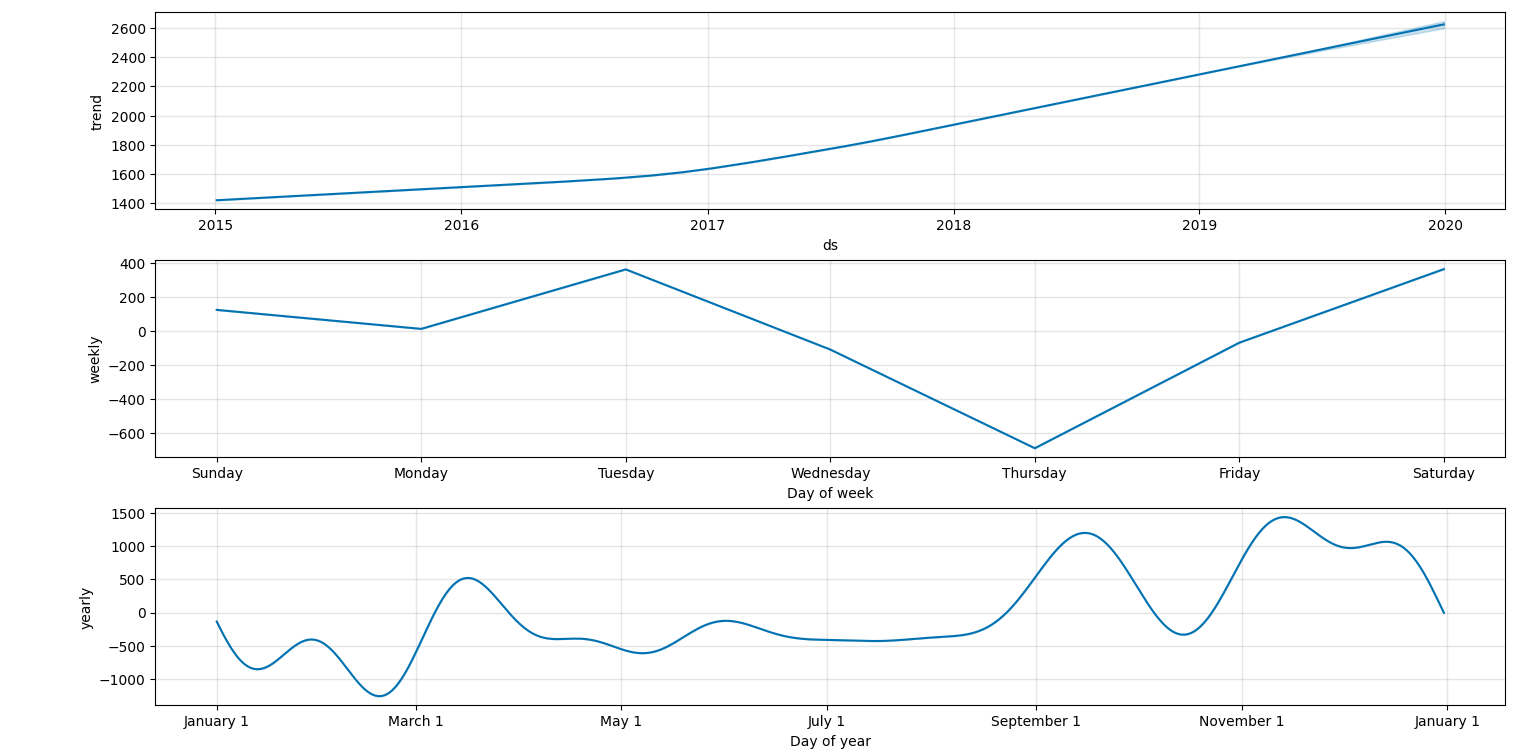 trend
2600
2400
2200
2000
1800
1600
1400
2015 2016 2017 2018 2019 2020
ds
weekly
400
200
0
−200
−400
−600
Sunday Monday Tuesday Wednesday Thursday Friday Saturday
Day of week
yearly
1500
1000
500
0
−500
−1000
January 1 March 1 May 1 July 1 September 1 November 1 January 1
Day of year